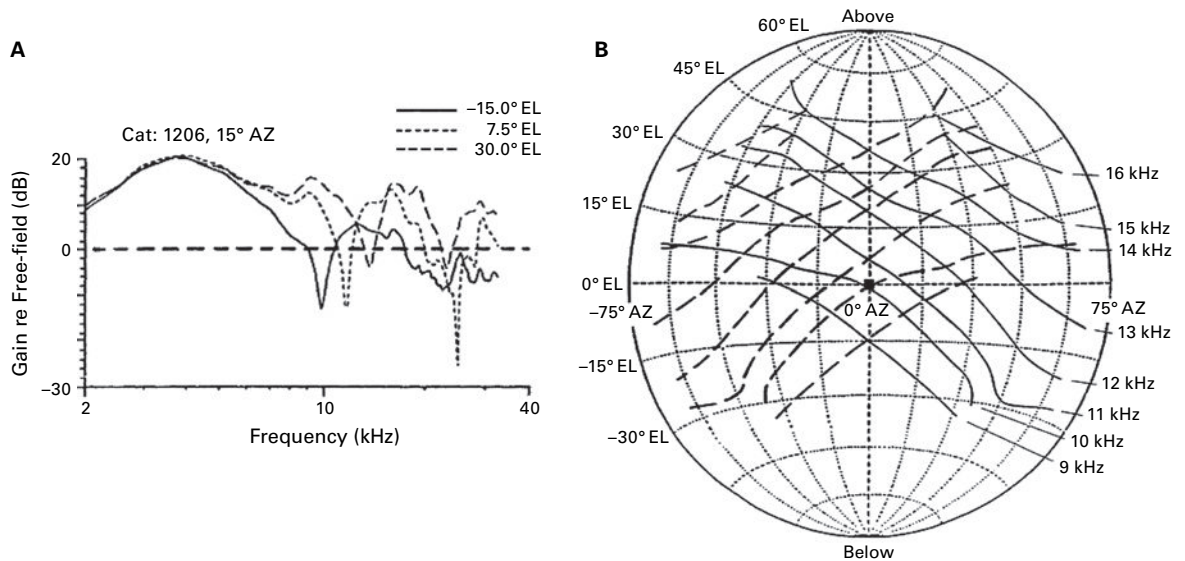 A
Cat: 1206, 15° AZ
–15.0° EL
7.5° EL
30.0° EL
20
0
–30
2
10
40
Gain re Free-field (dB)
Frequency (kHz)
B
Above
60° EL
45° EL
30° EL
15° EL
0° EL
–75° AZ
0° AZ
75° AZ
–15° EL
–30° EL
16 kHz
15 kHz
14 kHz
13 kHz
12 kHz
11 kHz
10 kHz
9 kHz
Below